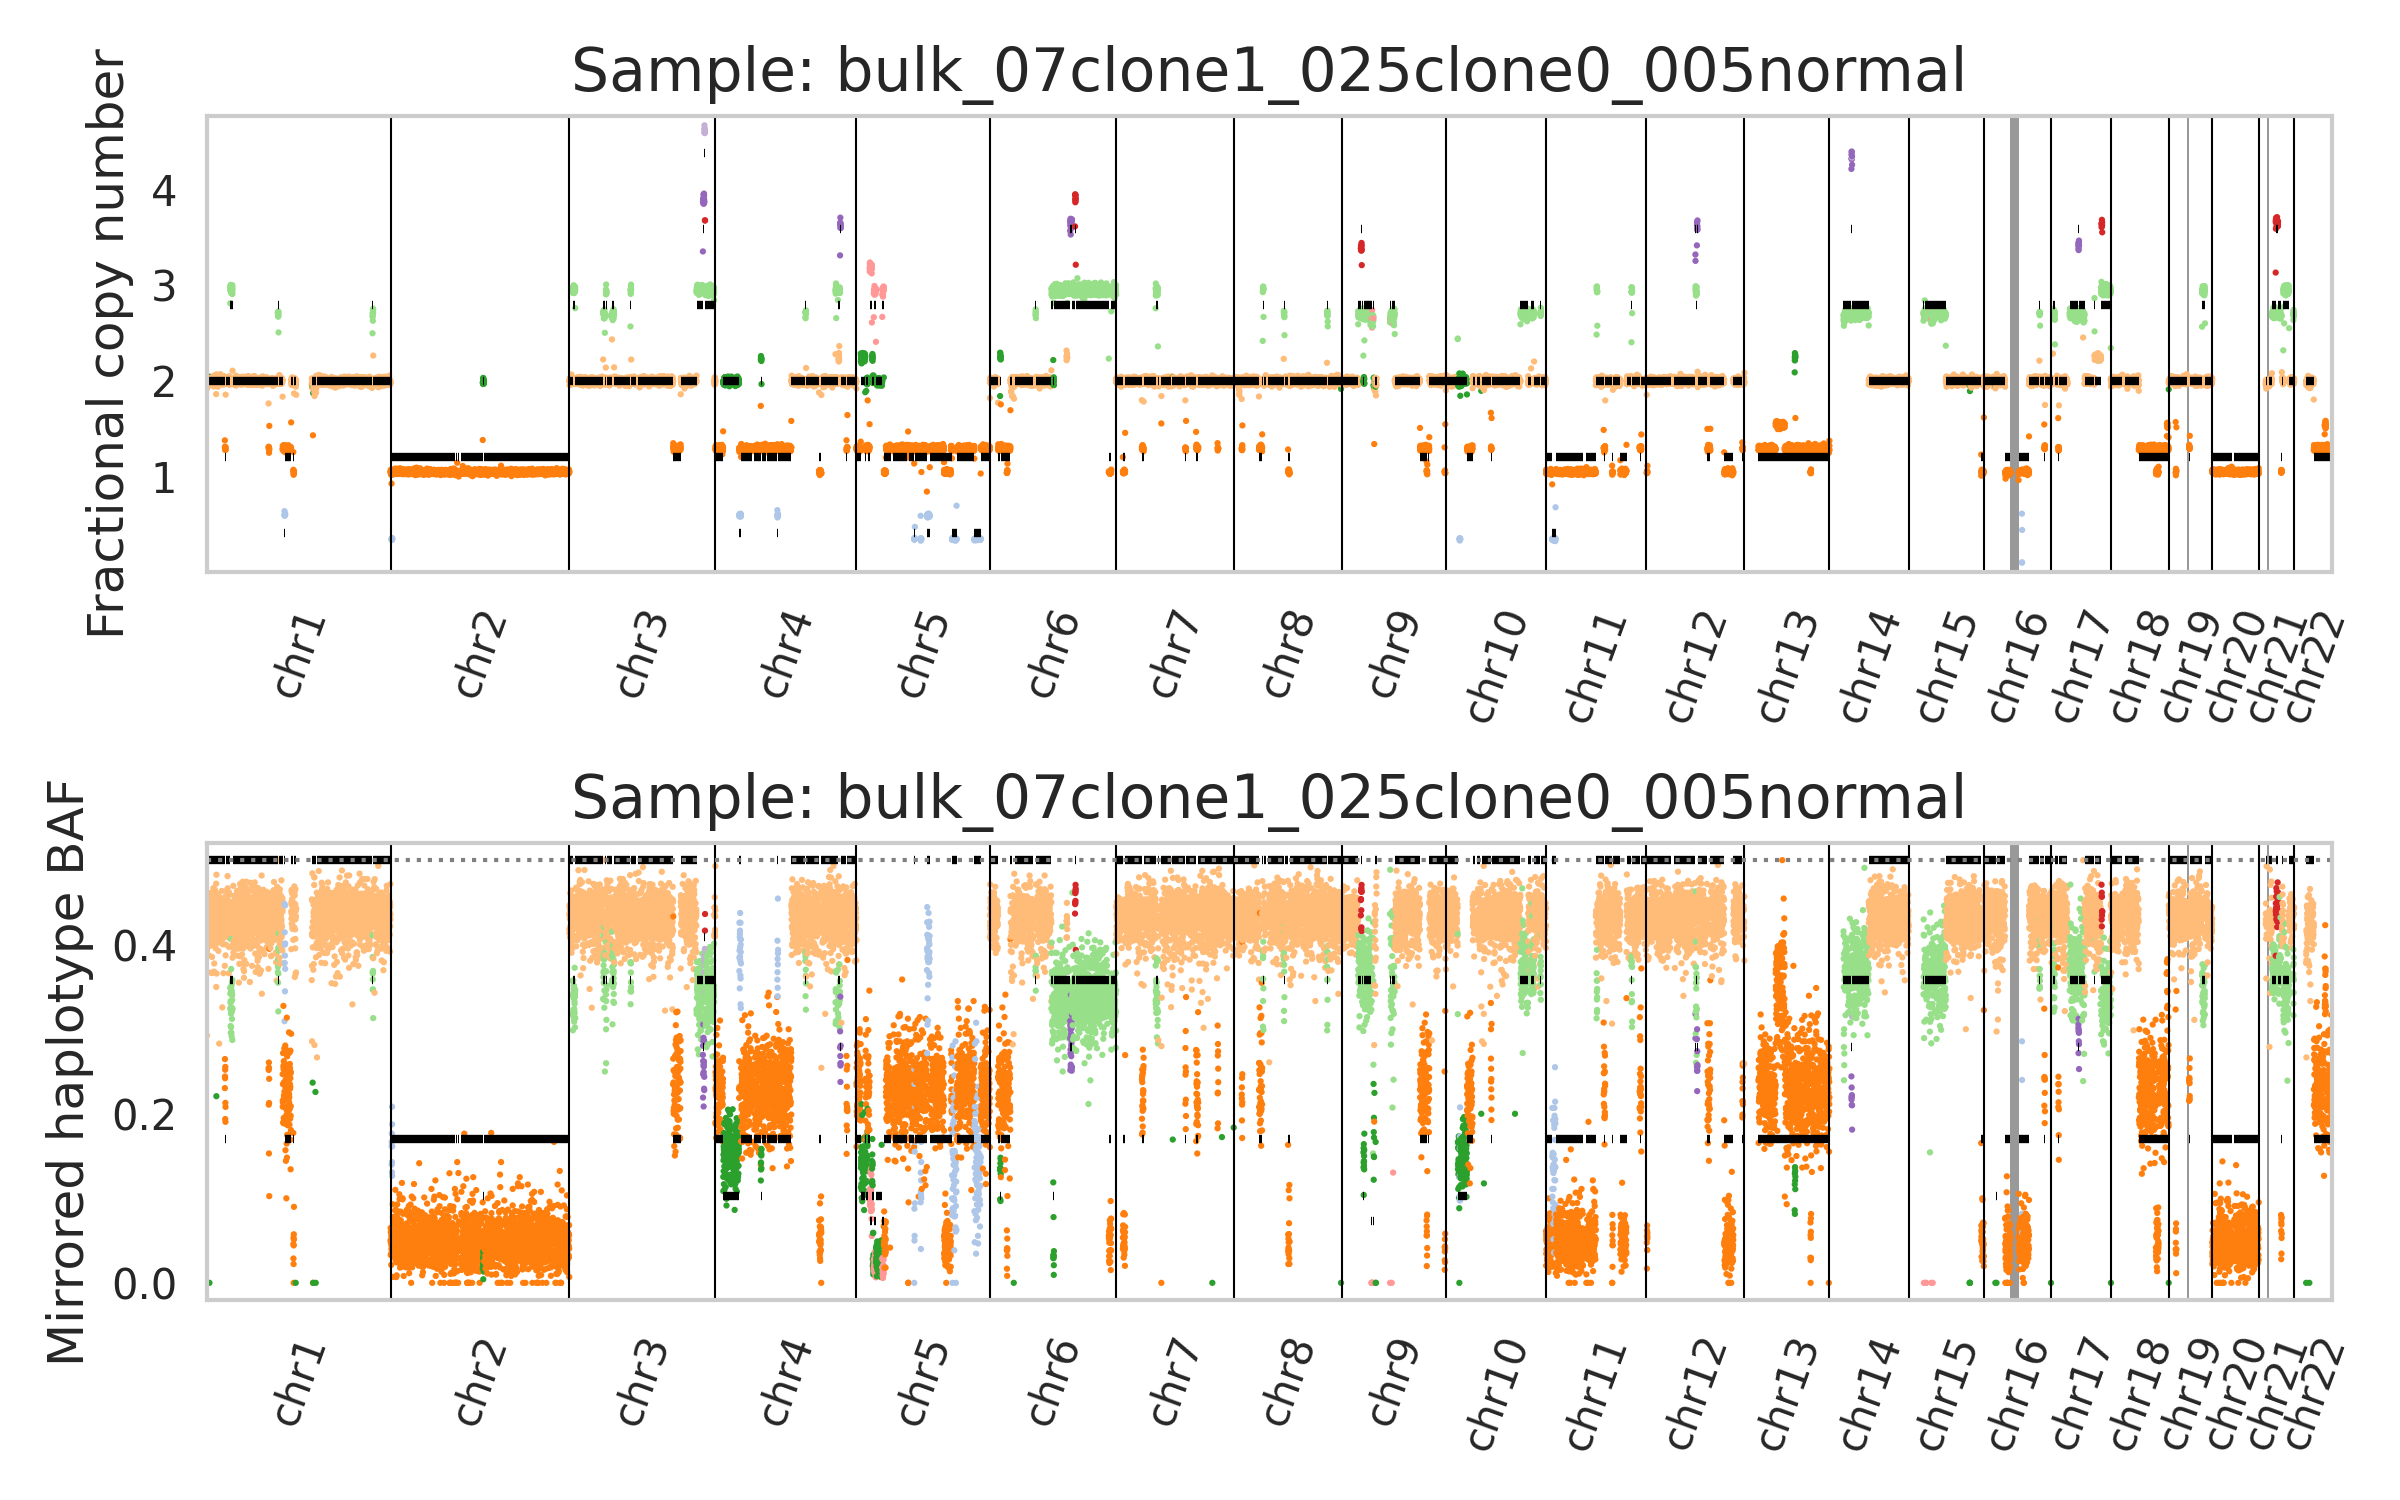 Sample: bulk_07clone1_025clone0_005normal
Fractional copy number
4
3
2
1
chr1
chr2
chr3
chr4
chr5
chr6
chr7
chr8
chr9
chr10
chr11
chr12
chr13
chr14
chr15
chr16
chr17
chr18
chr19
chr20
chr21
chr22
Sample: bulk_07clone1_025clone0_005normal
Mirrored haplotype BAF
0.4
0.2
0.0
chr1
chr2
chr3
chr4
chr5
chr6
chr7
chr8
chr9
chr10
chr11
chr12
chr13
chr14
chr15
chr16
chr17
chr18
chr19
chr20
chr21
chr22